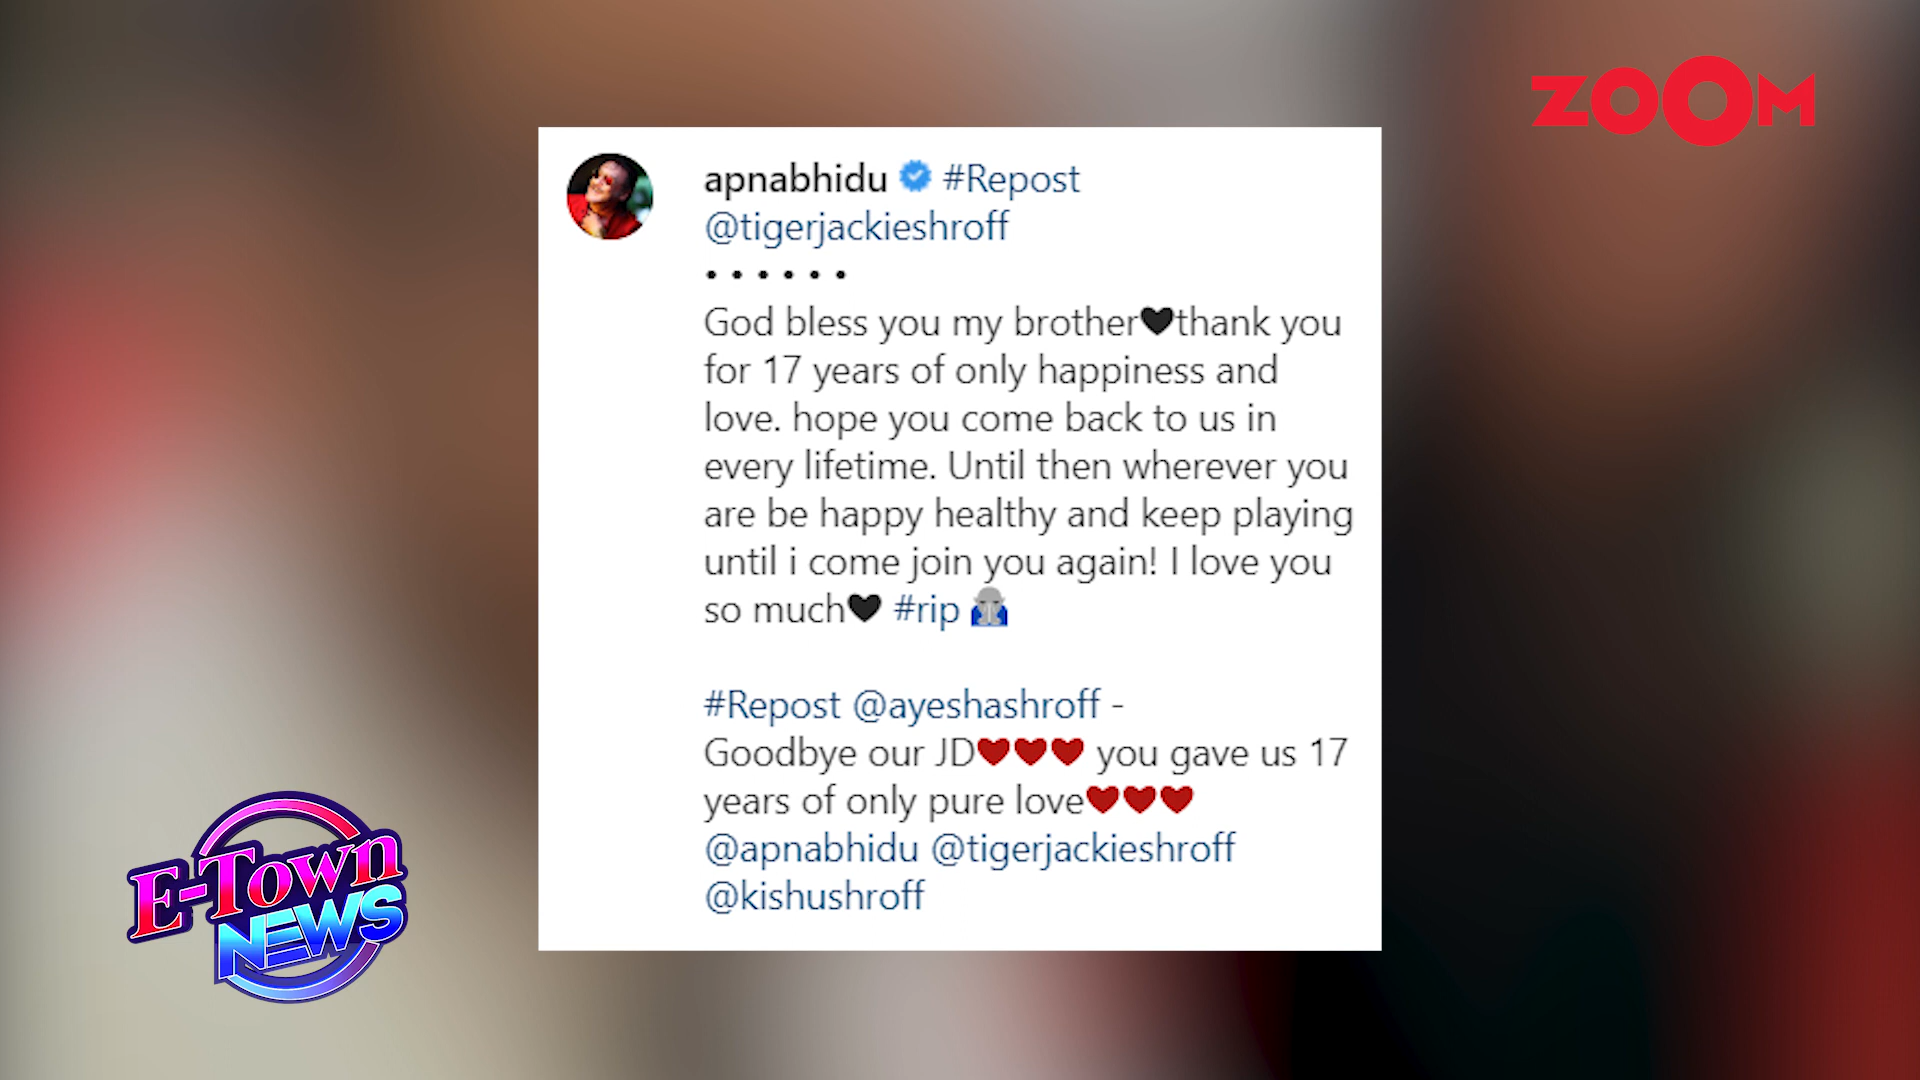 ZOOM
apnabhidu #Repost
@tigerjackieshroff
• • • • • •
God bless you my brother🖤thank you
for 17 years of only happiness and
love. hope you come back to us in
every lifetime. Until then wherever you
are be happy healthy and keep playing
until i come join you again! I love you
so much🖤 #rip
#Repost @ayeshashroff -
Goodbye our JD❤❤❤ you gave us 17
years of only pure love❤❤❤
@apnabhidu @tigerjackieshroff
@kishushroff
E-Town
NEWS